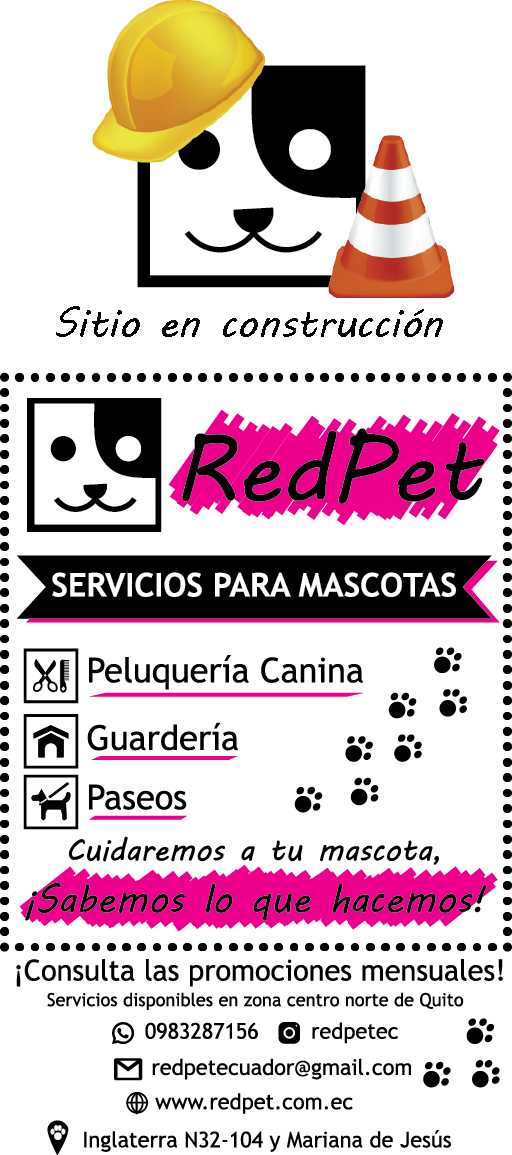 Sitio en construcción
RedPet
SERVICIOS PARA MASCOTAS
Peluquería Canina
Guardería
Paseos
Cuidaremos a tu mascota,
¡Sabemos lo que hacemos!
¡Consulta las promociones mensuales!
Servicios disponibles en zona centro norte de Quito
0983287156 redpetec
redpetecuador@gmail.com
www.redpet.com.ec
Inglaterra N32-104 y Mariana de Jesús